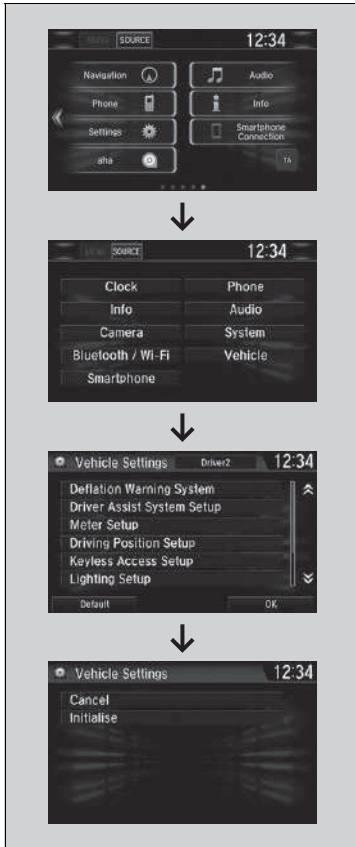 MENU SOURCE 12:34
Navigation Audio
Phone Info
Settings Smartphone Connection
aha TA
SOURCE 12:34
Clock Phone
Info Audio
Camera System
Bluetooth / Wi-Fi Vehicle
Smartphone
Vehicle Settings Driver2 12:34
Deflation Warning System
Driver Assist System Setup
Meter Setup
Driving Position Setup
Keyless Access Setup
Lighting Setup
Default OK
Vehicle Settings 12:34
Cancel
Initialise